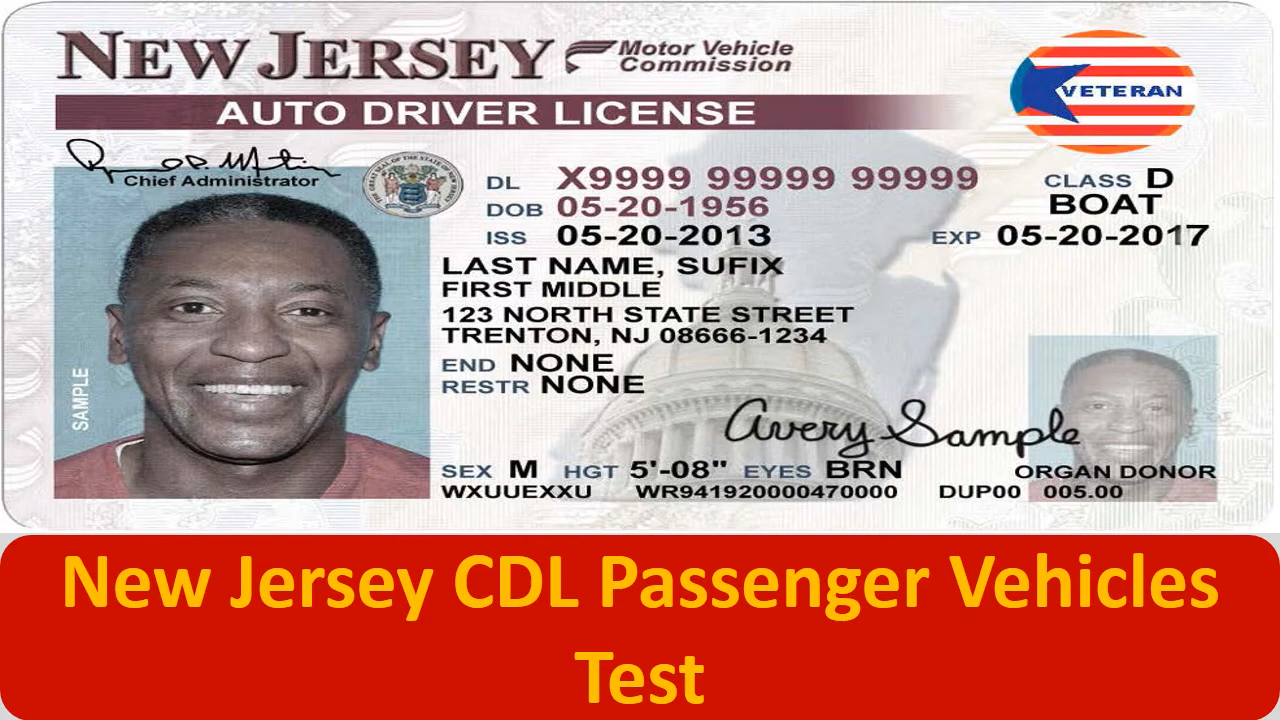 NEW JERSEY Motor Vehicle Commission
AUTO DRIVER LICENSE
VETERAN
Chief Administrator
DL X9999 99999 99999
CLASS D
DOB 05-20-1956
BOAT
ISS 05-20-2013
EXP 05-20-2017
LAST NAME, SUFIX
FIRST MIDDLE
123 NORTH STATE STREET
TRENTON, NJ 08666-1234
END NONE
RESTR NONE
SAMPLE
Avery Sample
SEX M HGT 5'-08" EYES BRN
ORGAN DONOR
WXUUEXXU WR941920000470000 DUP00 005.00
New Jersey CDL Passenger Vehicles
Test